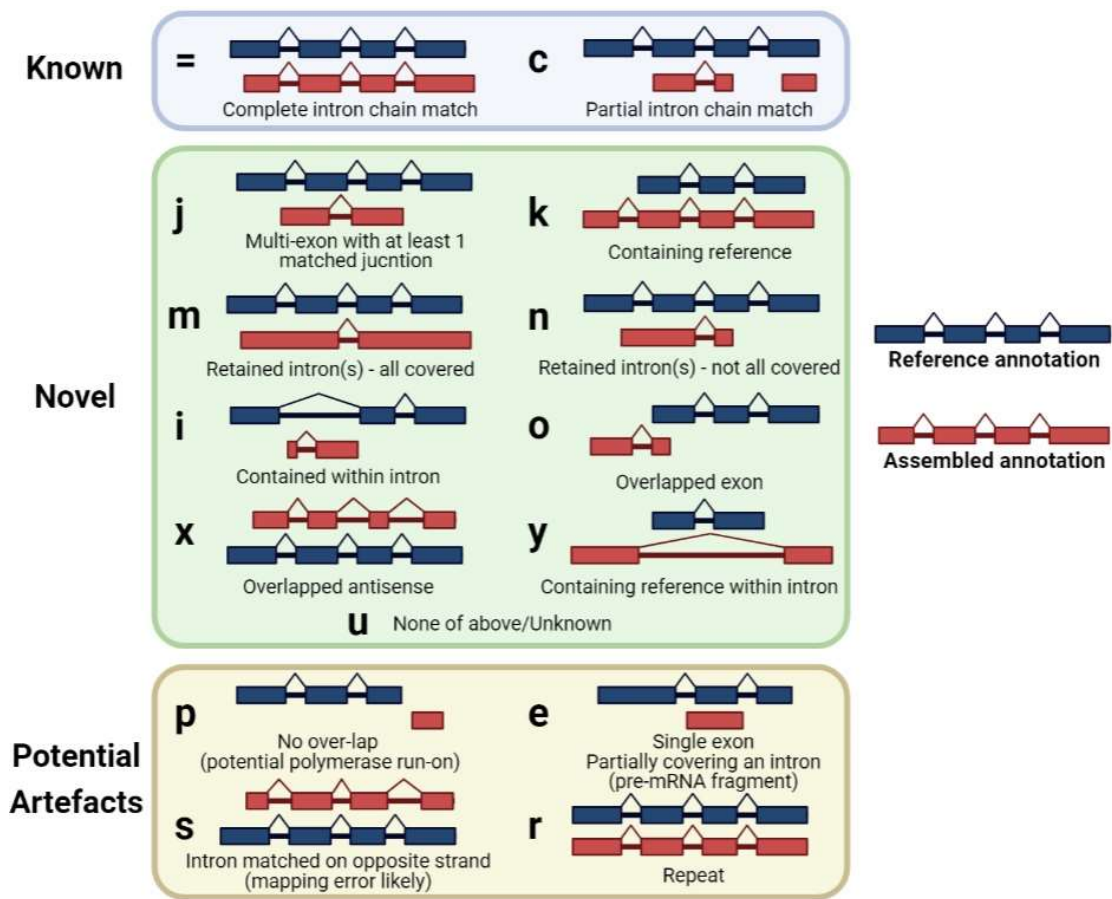 Known
=
Complete intron chain match
c
Partial intron chain match
Novel
j
Multi-exon with at least 1
matched jucntion
k
Containing reference
m
Retained intron(s) - all covered
n
Retained intron(s) - not all covered
i
Contained within intron
o
Overlapped exon
x
Overlapped antisense
y
Containing reference within intron
u
None of above/Unknown
Reference annotation
Assembled annotation
Potential
Artefacts
p
No over-lap
(potential polymerase run-on)
e
Single exon
Partially covering an intron
(pre-mRNA fragment)
s
Intron matched on opposite strand
(mapping error likely)
r
Repeat